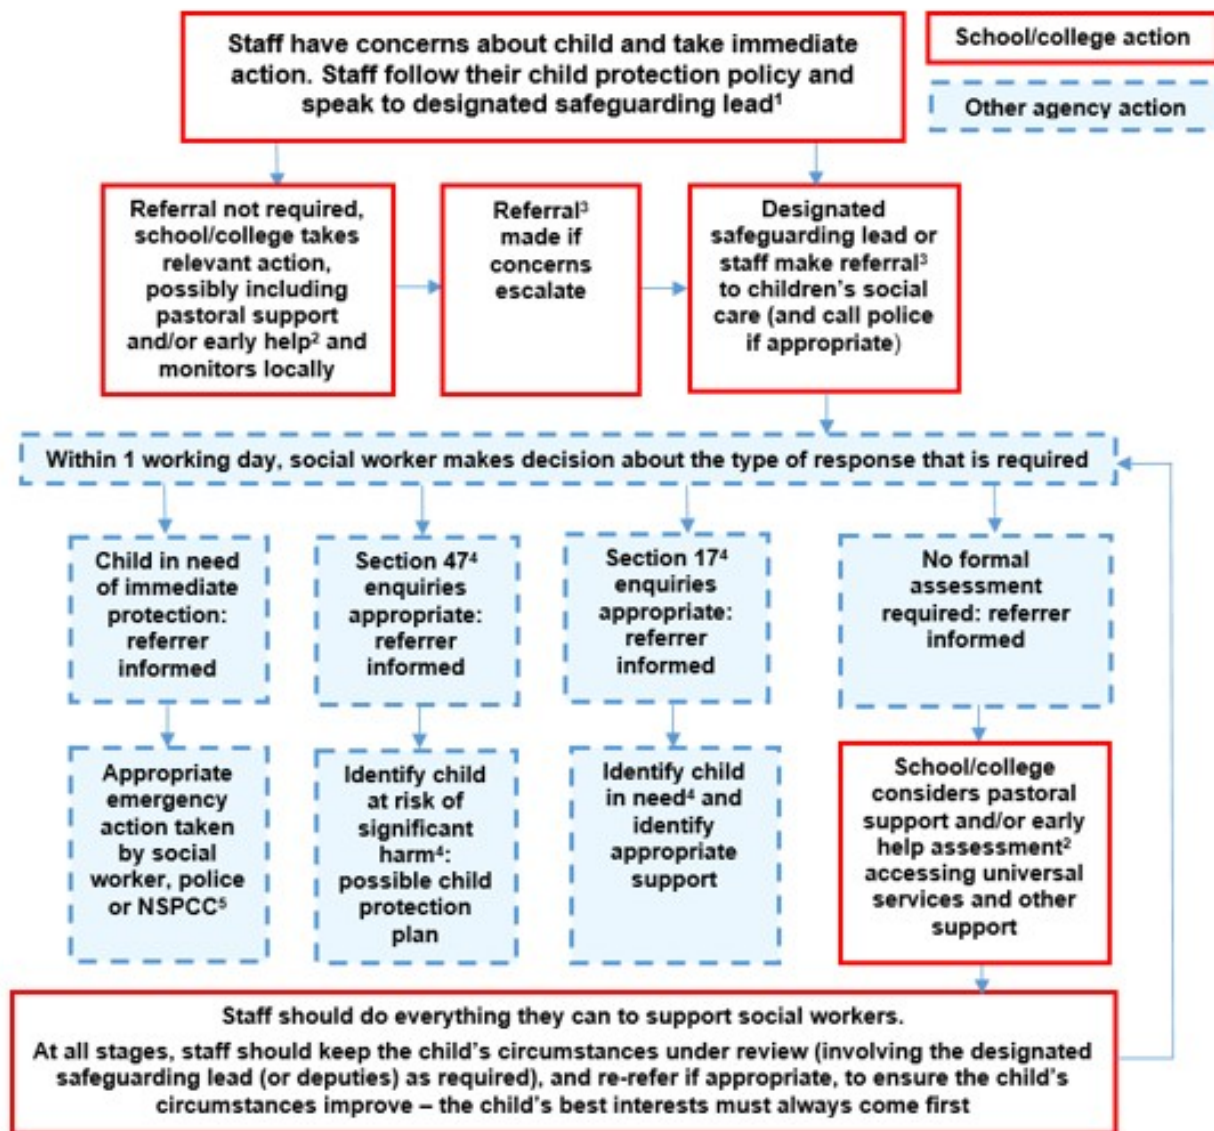 Staff have concerns about child and take immediate
action. Staff follow their child protection policy and
speak to designated safeguarding lead¹
School/college action
Other agency action
Referral not required,
school/college takes
relevant action,
possibly including
pastoral support
and/or early help² and
monitors locally
Referral³
made if
concerns
escalate
Designated
safeguarding lead or
staff make referral³
to children's social
care (and call police
if appropriate)
Within 1 working day, social worker makes decision about the type of response that is required
Child in need
of immediate
protection:
referrer
informed
Section 47⁴
enquiries
appropriate:
referrer
informed
Section 17⁴
enquiries
appropriate:
referrer
informed
No formal
assessment
required: referrer
informed
Appropriate
emergency
action taken
by social
worker, police
or NSPCC⁵
Identify child
at risk of
significant
harm⁴:
possible child
protection
plan
Identify child
in need⁴ and
identify
appropriate
support
School/college
considers pastoral
support and/or early
help assessment²
accessing universal
services and other
support
Staff should do everything they can to support social workers.
At all stages, staff should keep the child's circumstances under review (involving the designated
safeguarding lead (or deputies) as required), and re-refer if appropriate, to ensure the child's
circumstances improve – the child's best interests must always come first